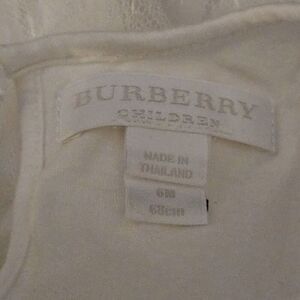 BURBERRY
CHILDREN
MADE IN
THAILAND
6M
68cm